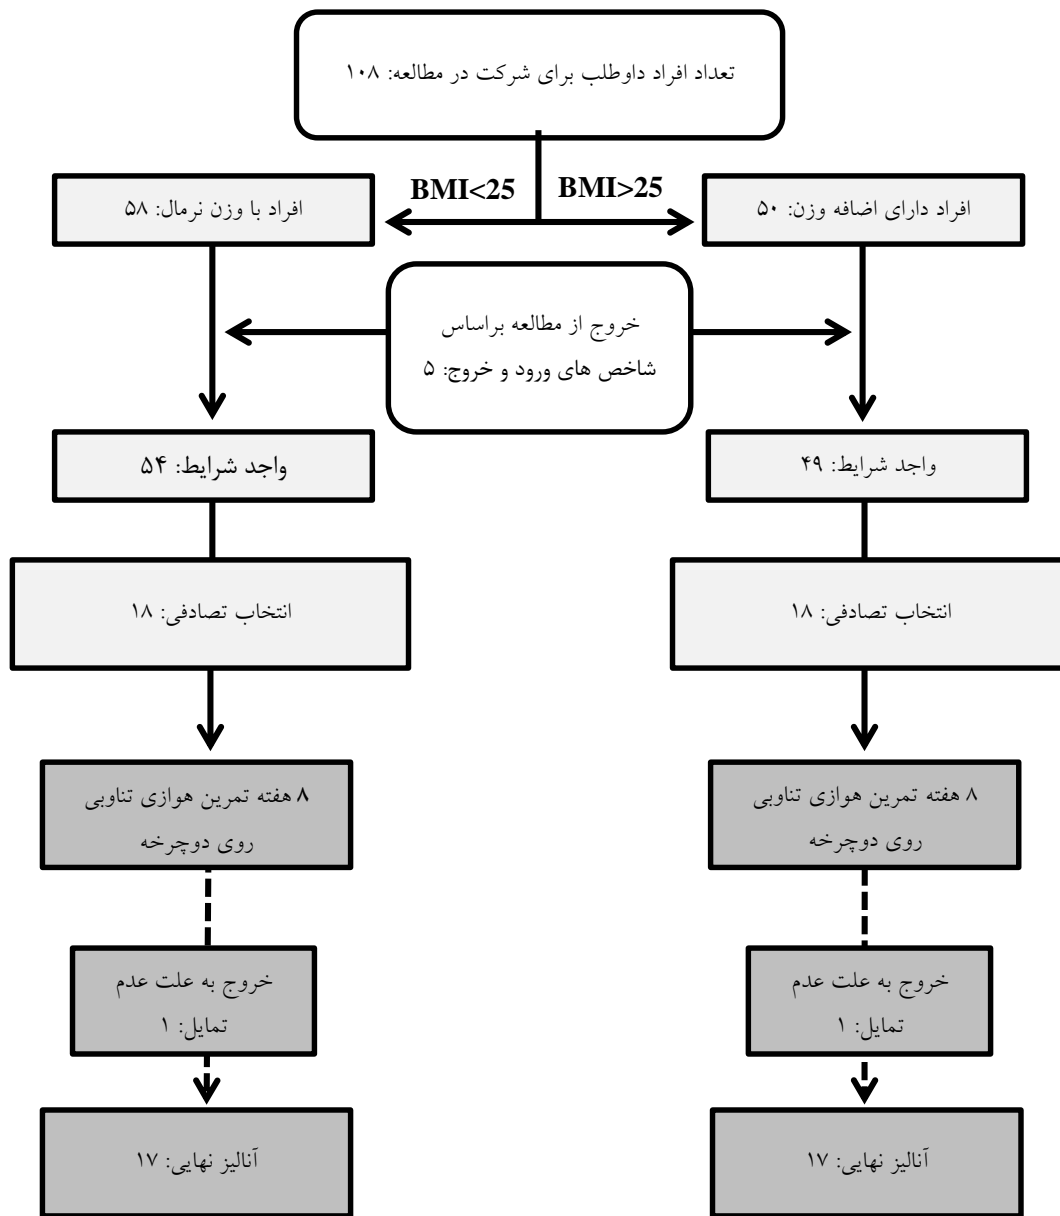 تعداد افراد داوطلب برای شرکت در مطالعه: ۱۰۸
BMI>25
BMI<25
افراد دارای اضافه وزن: ۵۰
افراد با وزن نرمال: ۵۸
خروج از مطالعه براساس
شاخص های ورود و خروج: ۵
واجد شرایط: ۴۹
واجد شرایط: ۵۴
انتخاب تصادفی: ۱۸
انتخاب تصادفی: ۱۸
۸ هفته تمرین هوازی تناوبی
روی دوچرخه
۸ هفته تمرین هوازی تناوبی
روی دوچرخه
خروج به علت عدم
تمایل: ۱
خروج به علت عدم
تمایل: ۱
آنالیز نهایی: ۱۷
آنالیز نهایی: ۱۷